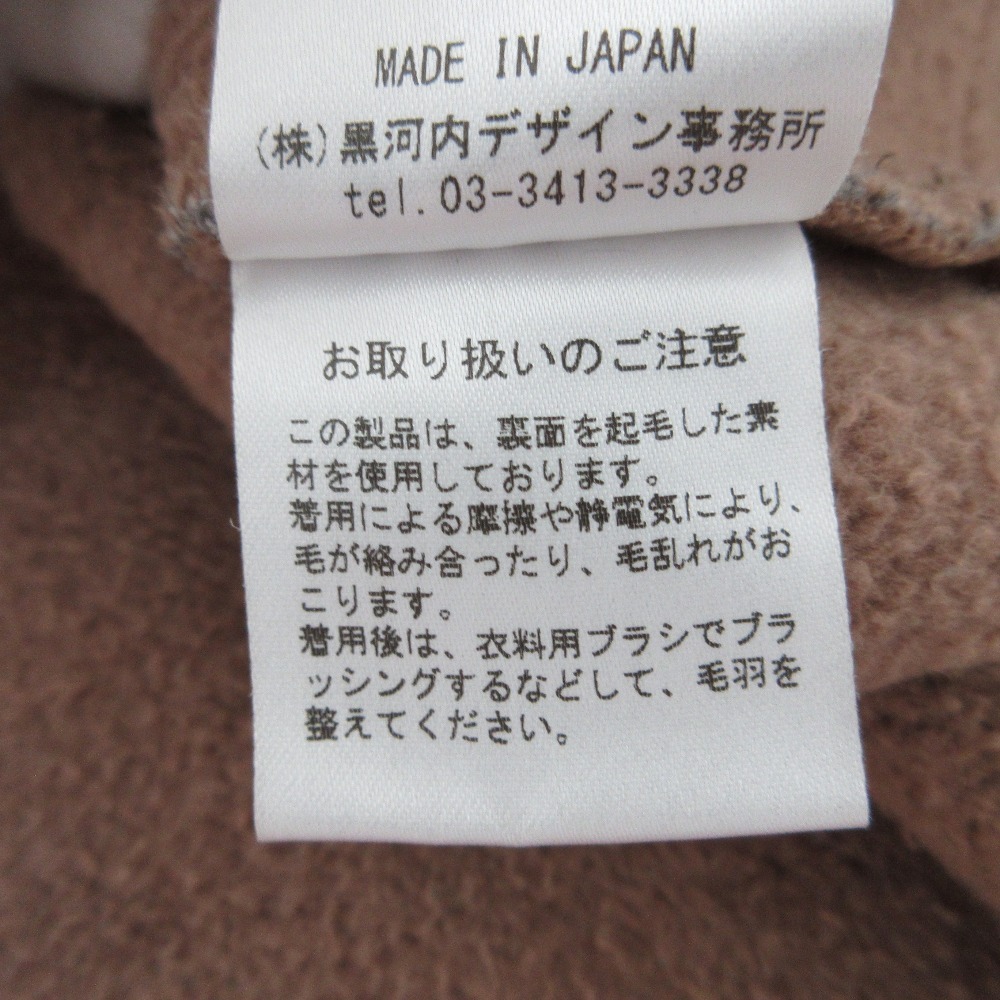 MADE IN JAPAN
(株)黒河内デザイン事務所
tel.03-3413-3338
お取り扱いのご注意
この製品は、裏面を起毛した素
材を使用しております。
着用による摩擦や静電気により、
毛が絡み合ったり、毛乱れがお
こります。
着用後は、衣料用ブラシでブラ
ッシングするなどして、毛羽を
整えてください。